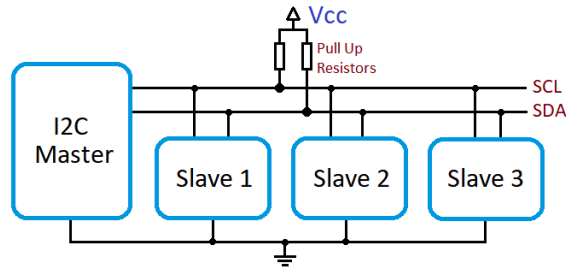 Vcc
Pull Up
Resistors
SCL
SDA
I2C
Master
Slave 1
Slave 2
Slave 3